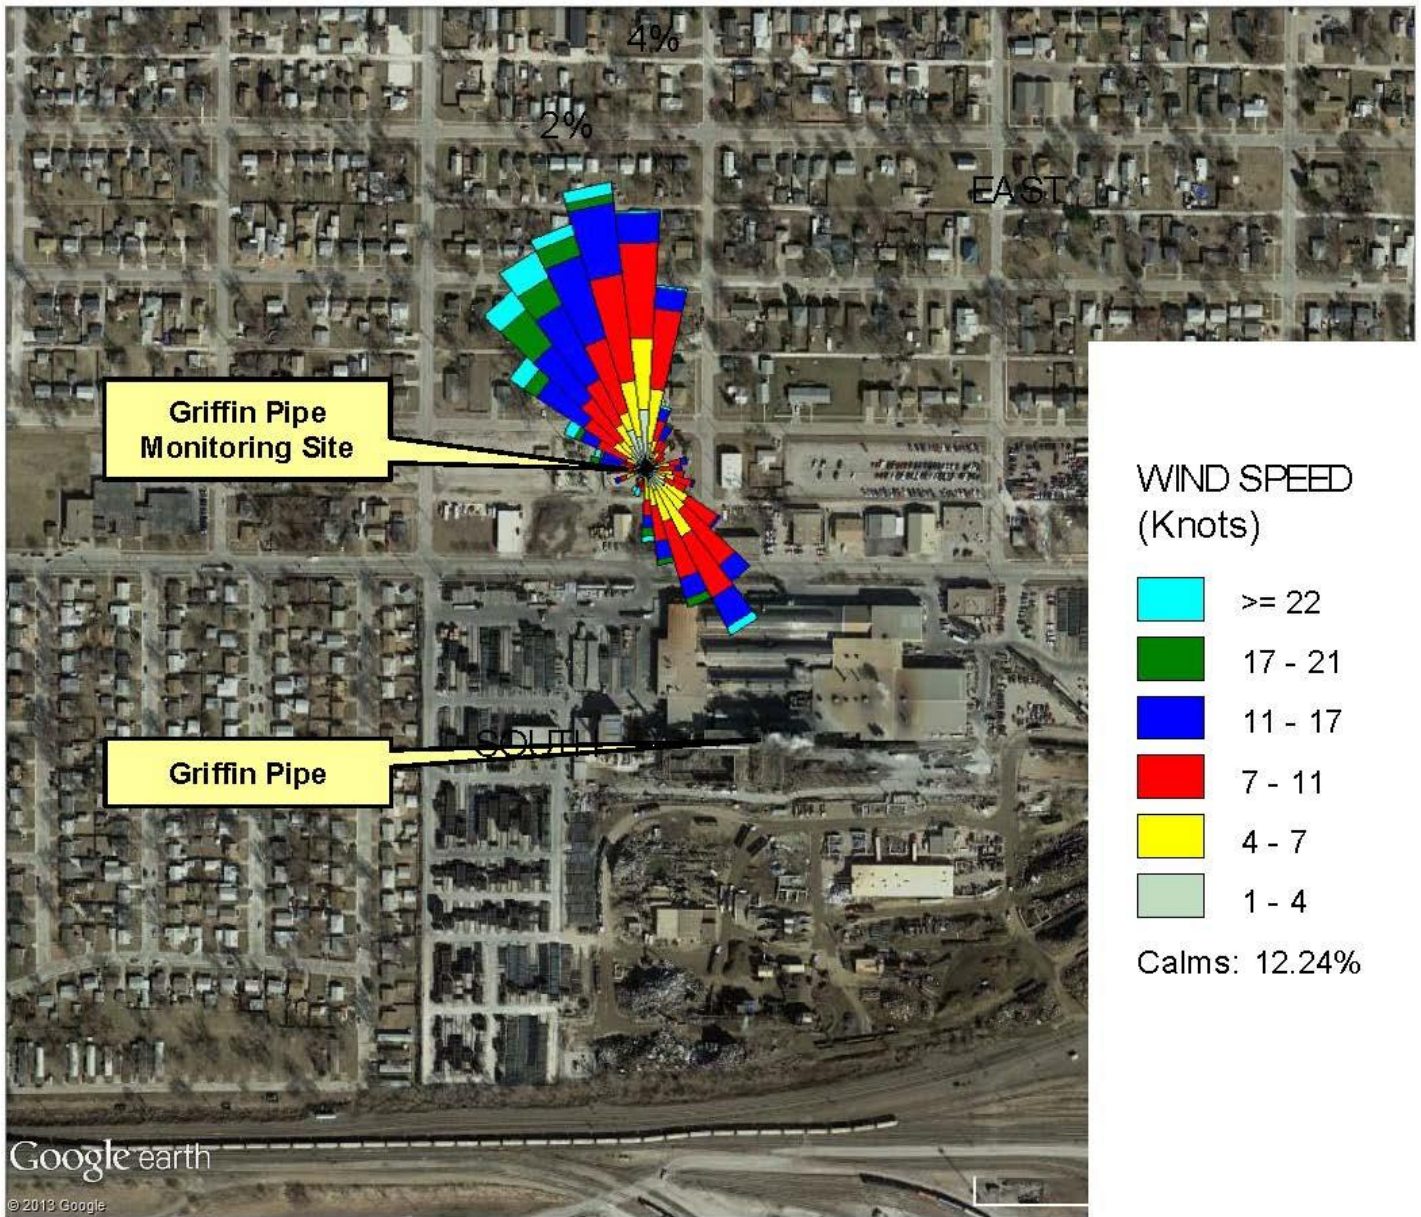 4%
2%
EAST
Griffin Pipe
Monitoring Site
SOUTH
Griffin Pipe
WIND SPEED
(Knots)
>= 22
17 - 21
11 - 17
7 - 11
4 - 7
1 - 4
Calms: 12.24%
Google earth
© 2013 Google